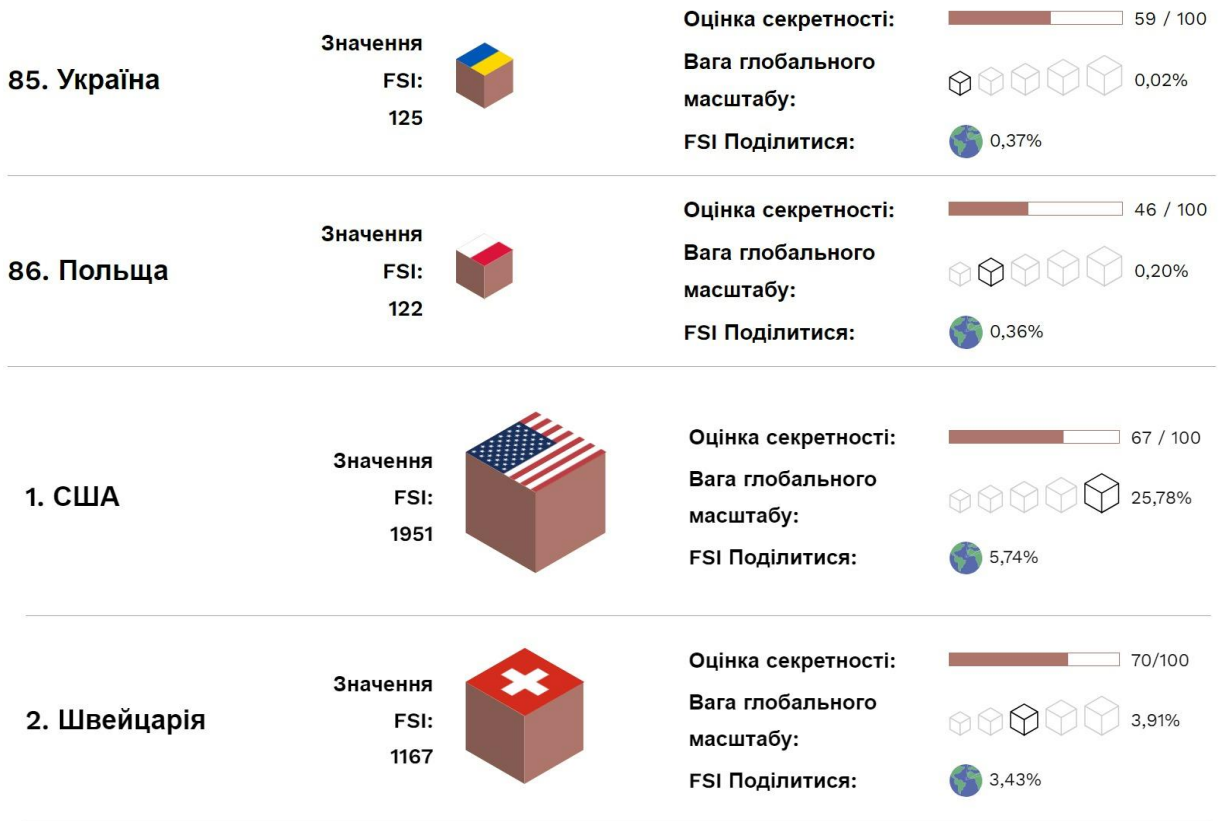 85. Україна
Значення
FSI:
125
Оцінка секретності:
59 / 100
Вага глобального
масштабу:
0,02%
FSI Поділитися:
0,37%
86. Польща
Значення
FSI:
122
Оцінка секретності:
46 / 100
Вага глобального
масштабу:
0,20%
FSI Поділитися:
0,36%
1. США
Значення
FSI:
1951
Оцінка секретності:
67 / 100
Вага глобального
масштабу:
25,78%
FSI Поділитися:
5,74%
2. Швейцарія
Значення
FSI:
1167
Оцінка секретності:
70/100
Вага глобального
масштабу:
3,91%
FSI Поділитися:
3,43%